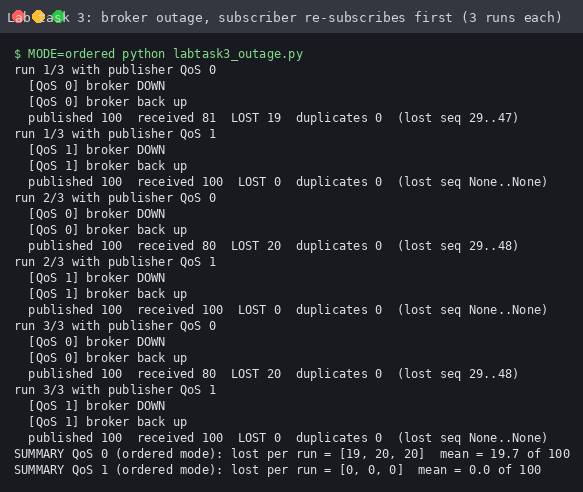 Lab task 3: broker outage, subscriber re-subscribes first (3 runs each)
$ MODE=ordered python labtask3_outage.py
run 1/3 with publisher QoS 0
  [QoS 0] broker DOWN
  [QoS 0] broker back up
  published 100  received 81  LOST 19  duplicates 0  (lost seq 29..47)
run 1/3 with publisher QoS 1
  [QoS 1] broker DOWN
  [QoS 1] broker back up
  published 100  received 100  LOST 0  duplicates 0  (lost seq None..None)
run 2/3 with publisher QoS 0
  [QoS 0] broker DOWN
  [QoS 0] broker back up
  published 100  received 80  LOST 20  duplicates 0  (lost seq 29..48)
run 2/3 with publisher QoS 1
  [QoS 1] broker DOWN
  [QoS 1] broker back up
  published 100  received 100  LOST 0  duplicates 0  (lost seq None..None)
run 3/3 with publisher QoS 0
  [QoS 0] broker DOWN
  [QoS 0] broker back up
  published 100  received 80  LOST 20  duplicates 0  (lost seq 29..48)
run 3/3 with publisher QoS 1
  [QoS 1] broker DOWN
  [QoS 1] broker back up
  published 100  received 100  LOST 0  duplicates 0  (lost seq None..None)
SUMMARY QoS 0 (ordered mode): lost per run = [19, 20, 20]  mean = 19.7 of 100
SUMMARY QoS 1 (ordered mode): lost per run = [0, 0, 0]  mean = 0.0 of 100